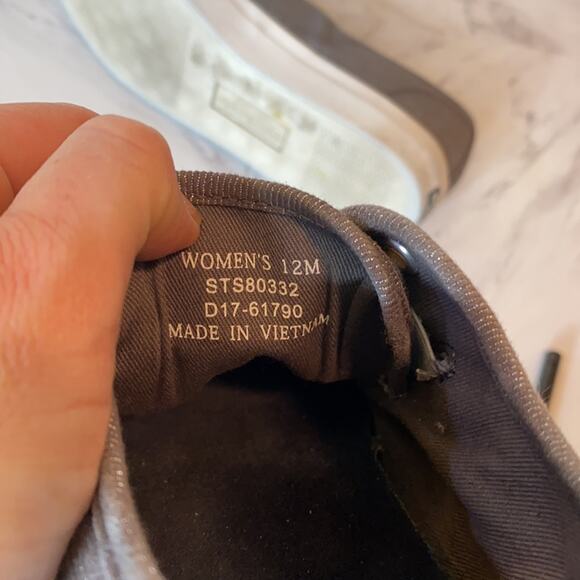 WOMEN'S 12M
STS80332
D17-61790
MADE IN VIETNAM